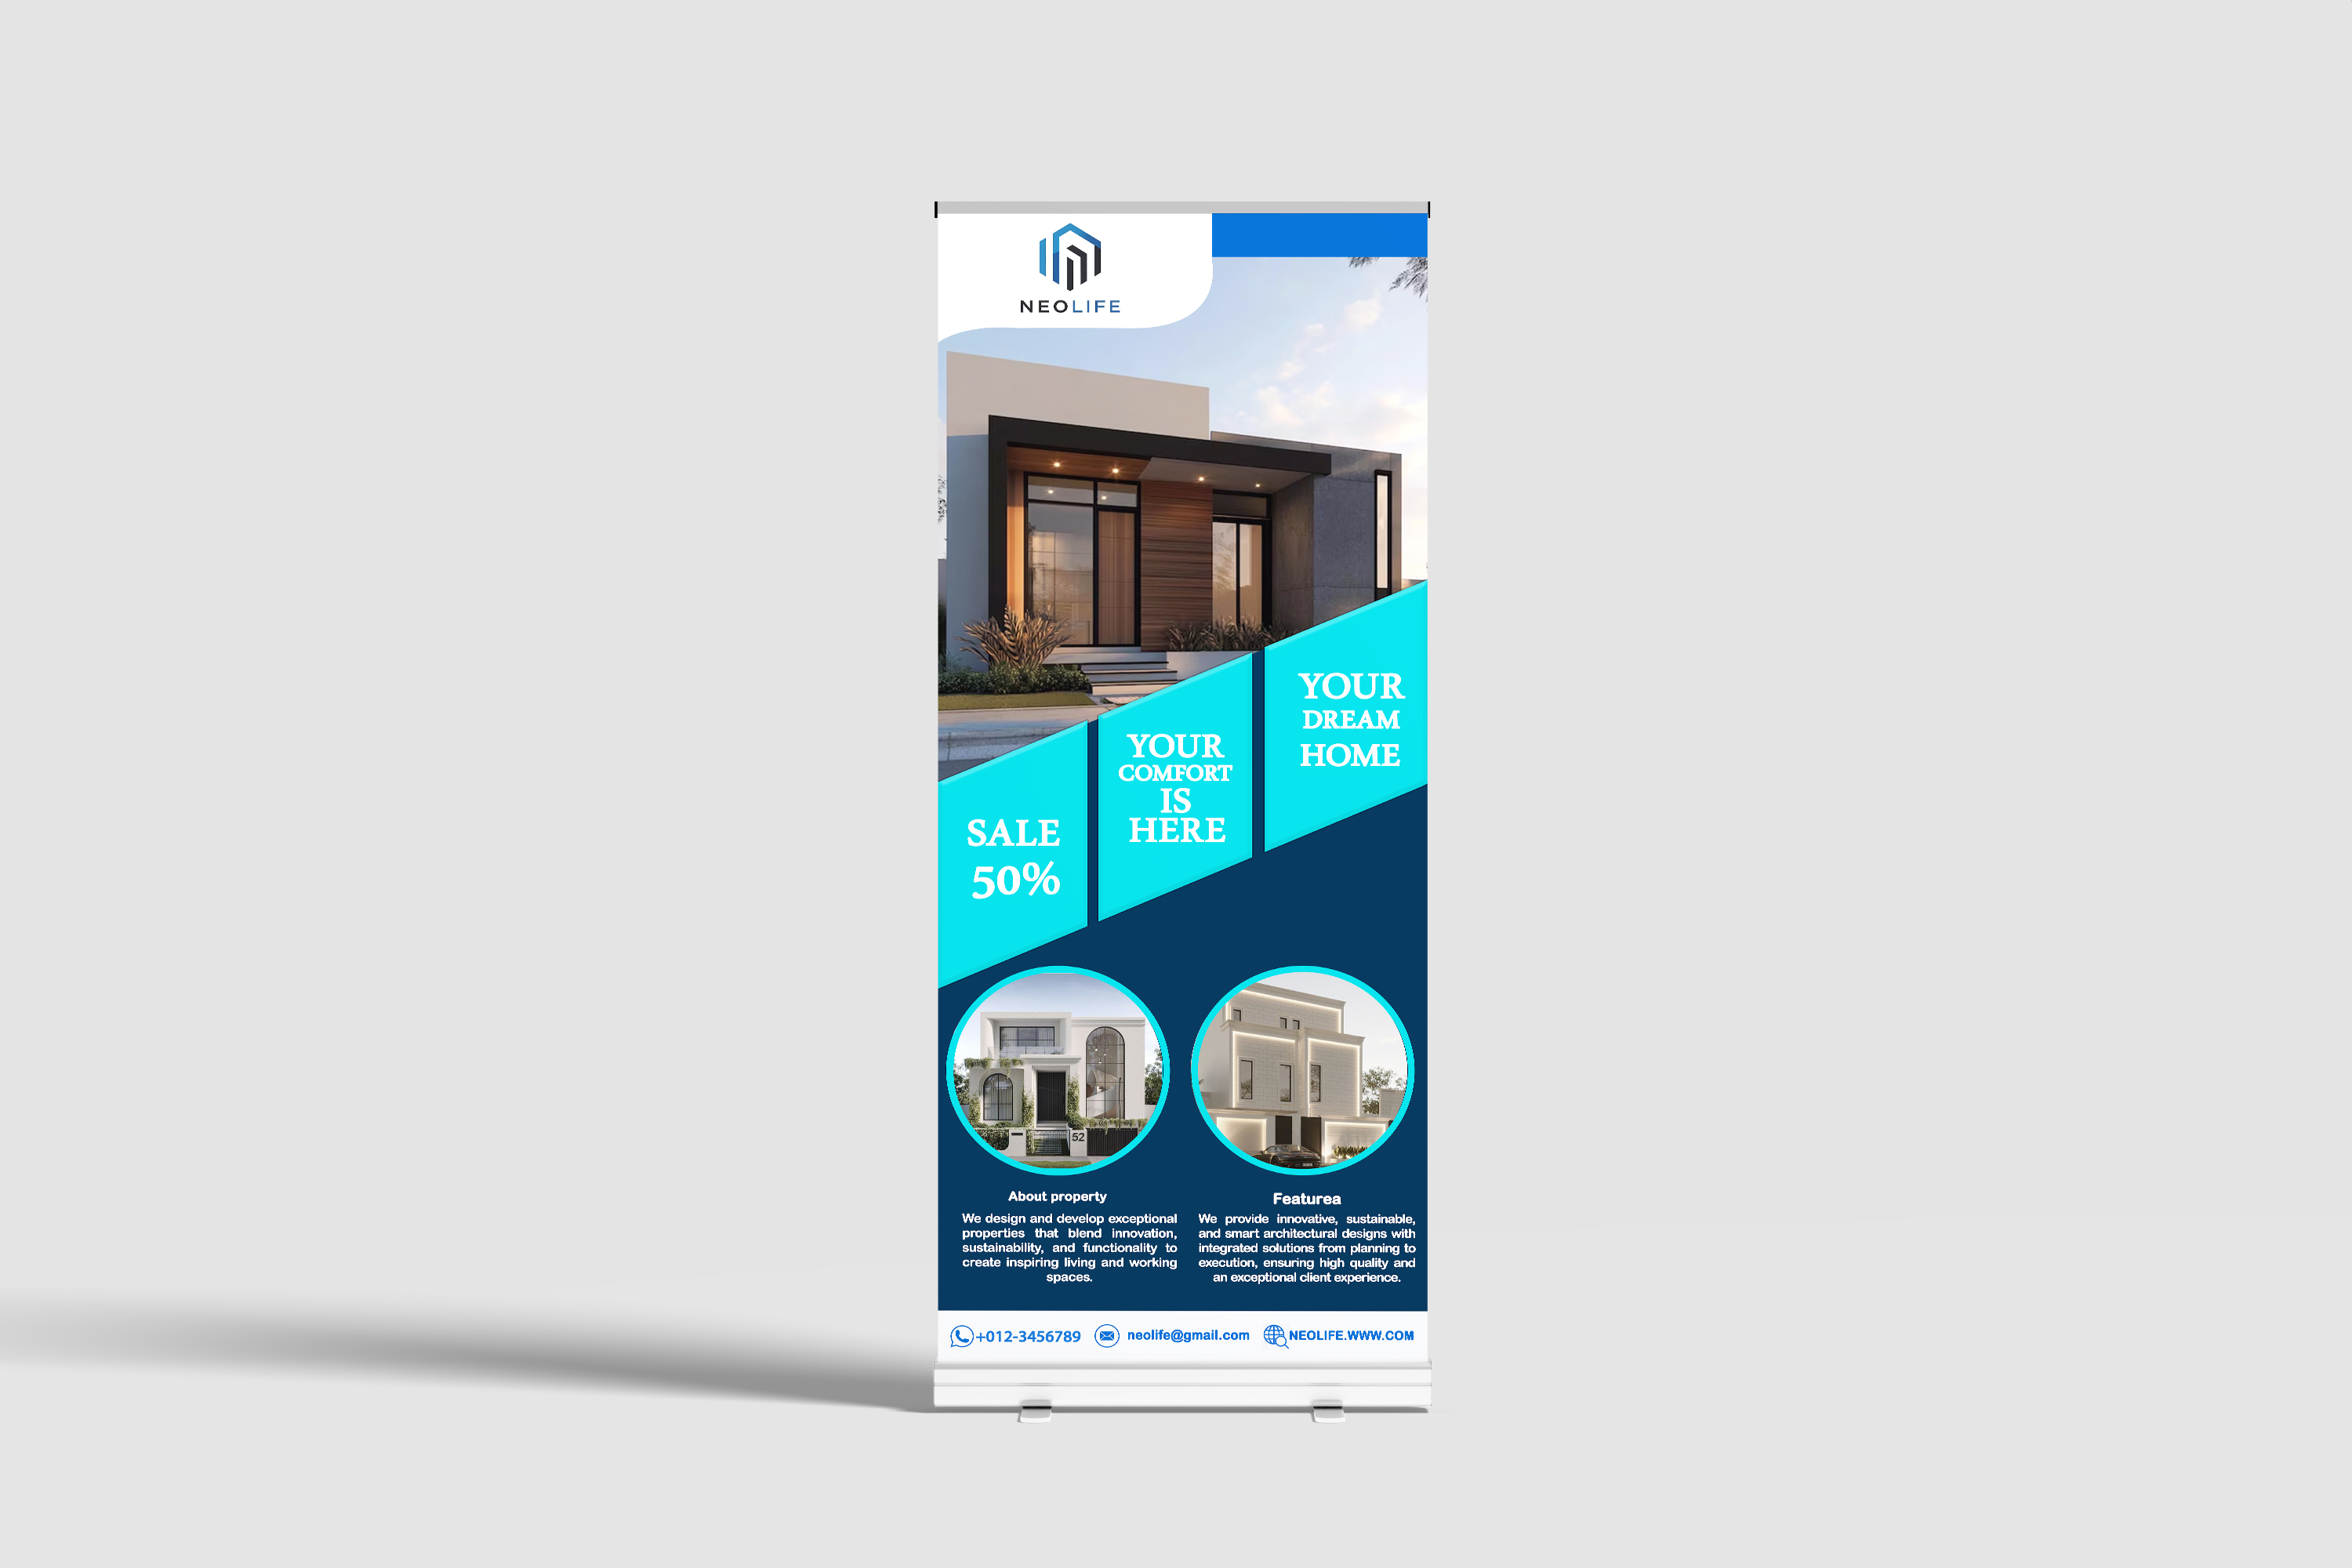 NEOLIFE
YOUR
DREAM
HOME
YOUR
COMFORT
IS
HERE
SALE
50%
52
About property
We design and develop exceptional
properties that blend innovation,
sustainability, and functionality to
create inspiring living and working
spaces.
Featurea
We provide innovative, sustainable,
and smart architectural designs with
integrated solutions from planning to
execution, ensuring high quality and
an exceptional client experience.
+012-3456789
neolife@gmail.com
NEOLIFE.WWW.COM